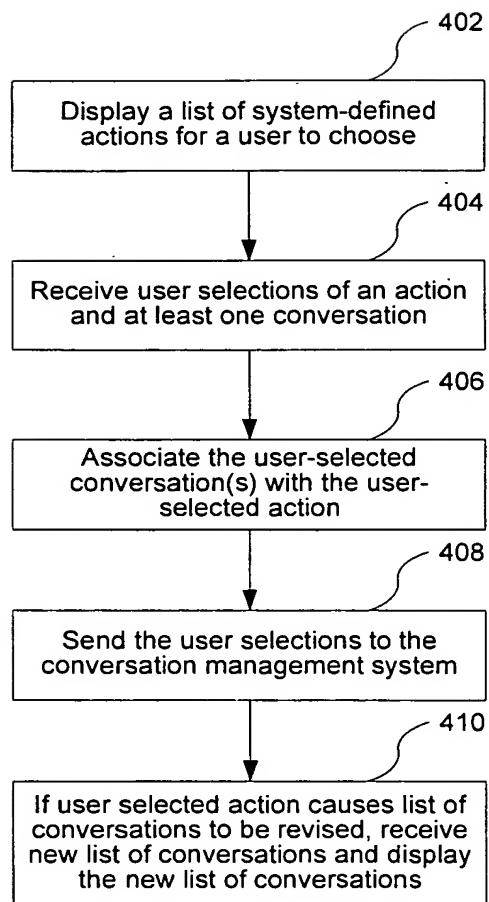 402
Display a list of system-defined
actions for a user to choose
404
Receive user selections of an action
and at least one conversation
406
Associate the user-selected
conversation(s) with the user-
selected action
408
Send the user selections to the
conversation management system
410
If user selected action causes list of
conversations to be revised, receive
new list of conversations and display
the new list of conversations